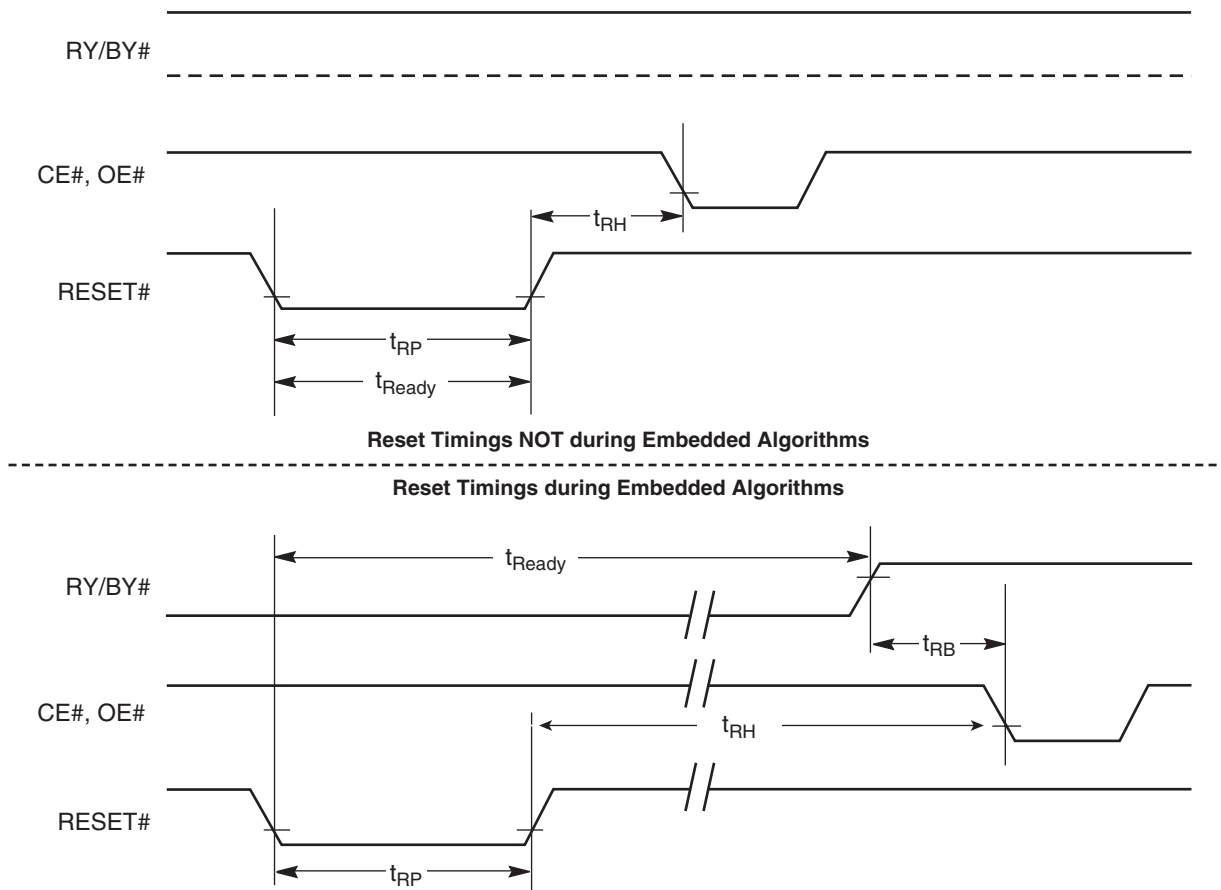 RY/BY#
CE#, OE#
tRH
RESET#
tRP
tReady
Reset Timings NOT during Embedded Algorithms
Reset Timings during Embedded Algorithms
tReady
RY/BY#
tRB
CE#, OE#
tRH
RESET#
tRP